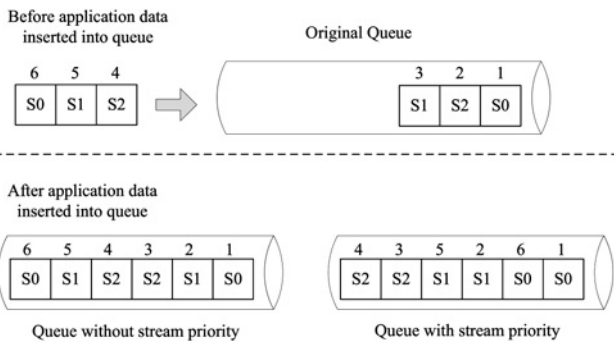 Before application data
inserted into queue
Original Queue
6 5 4
S0 S1 S2
3 2 1
S1 S2 S0
After application data
inserted into queue
6 5 4 3 2 1
S0 S1 S2 S2 S1 S0
Queue without stream priority
4 3 5 2 6 1
S2 S2 S1 S1 S0 S0
Queue with stream priority